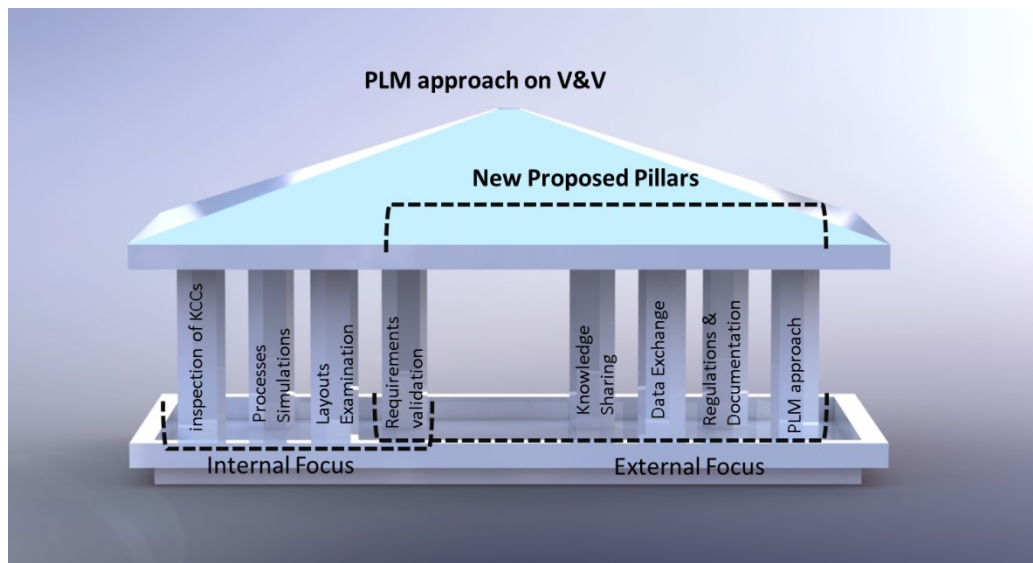 PLM approach on V&V
New Proposed Pillars
inspection of KCCs
Processes
Simulations
Layouts
Examination
Requirements
validation
Knowledge
Sharing
Data Exchange
Regulations &
Documentation
PLM approach
Internal Focus
External Focus